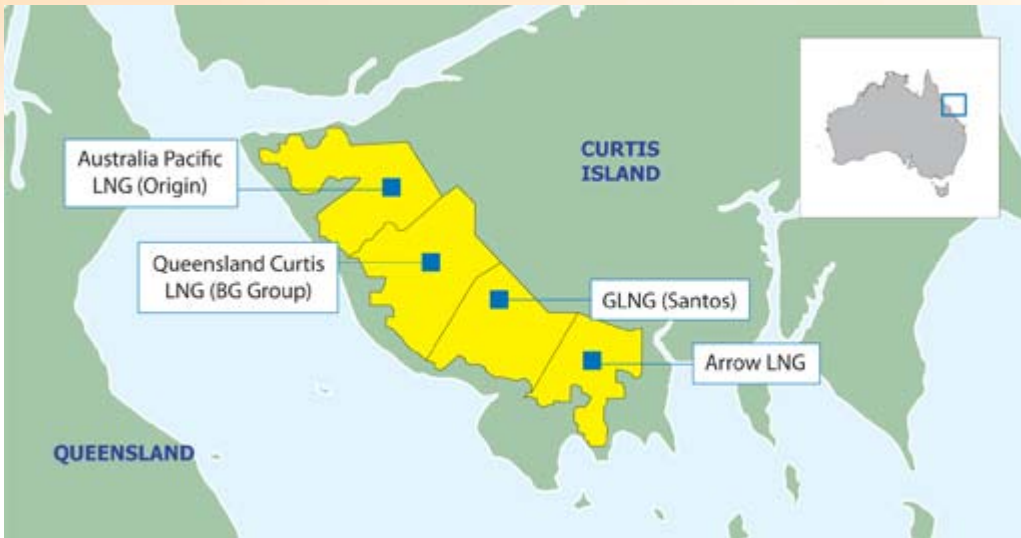 Australia Pacific
LNG (Origin)
CURTIS
ISLAND
Queensland Curtis
LNG (BG Group)
GLNG (Santos)
Arrow LNG
QUEENSLAND